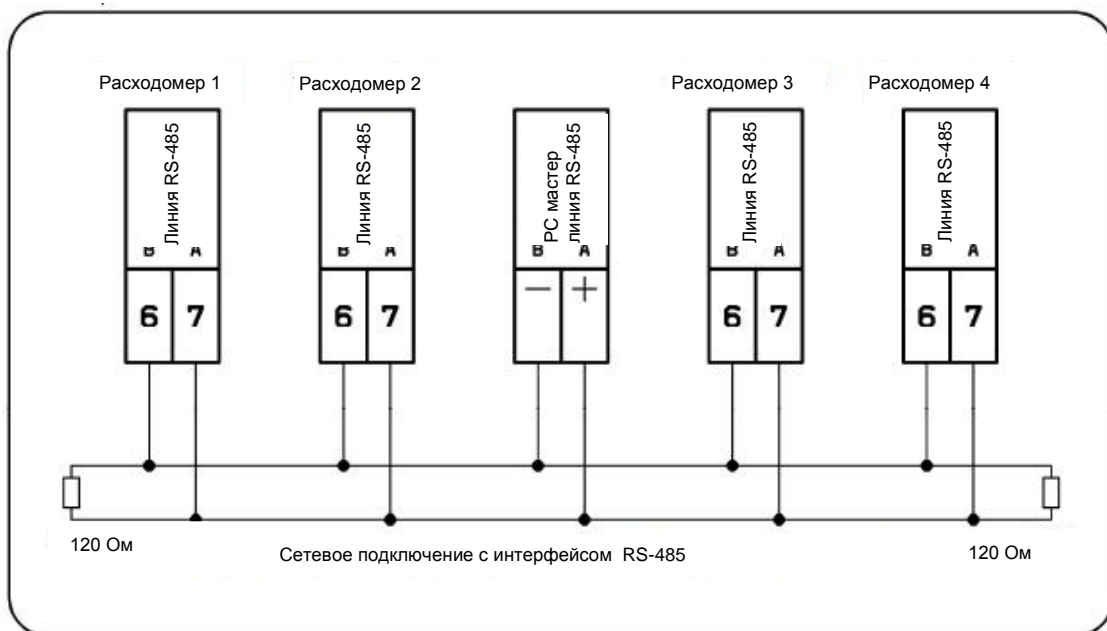 Расходомер 1
Расходомер 2
Расходомер 3
Расходомер 4
Линия RS-485
Линия RS-485
РС мастер
линия RS-485
Линия RS-485
Линия RS-485
B A
B A
B A
B A
B A
6 7
6 7
− +
6 7
6 7
120 Ом
Сетевое подключение с интерфейсом RS-485
120 Ом